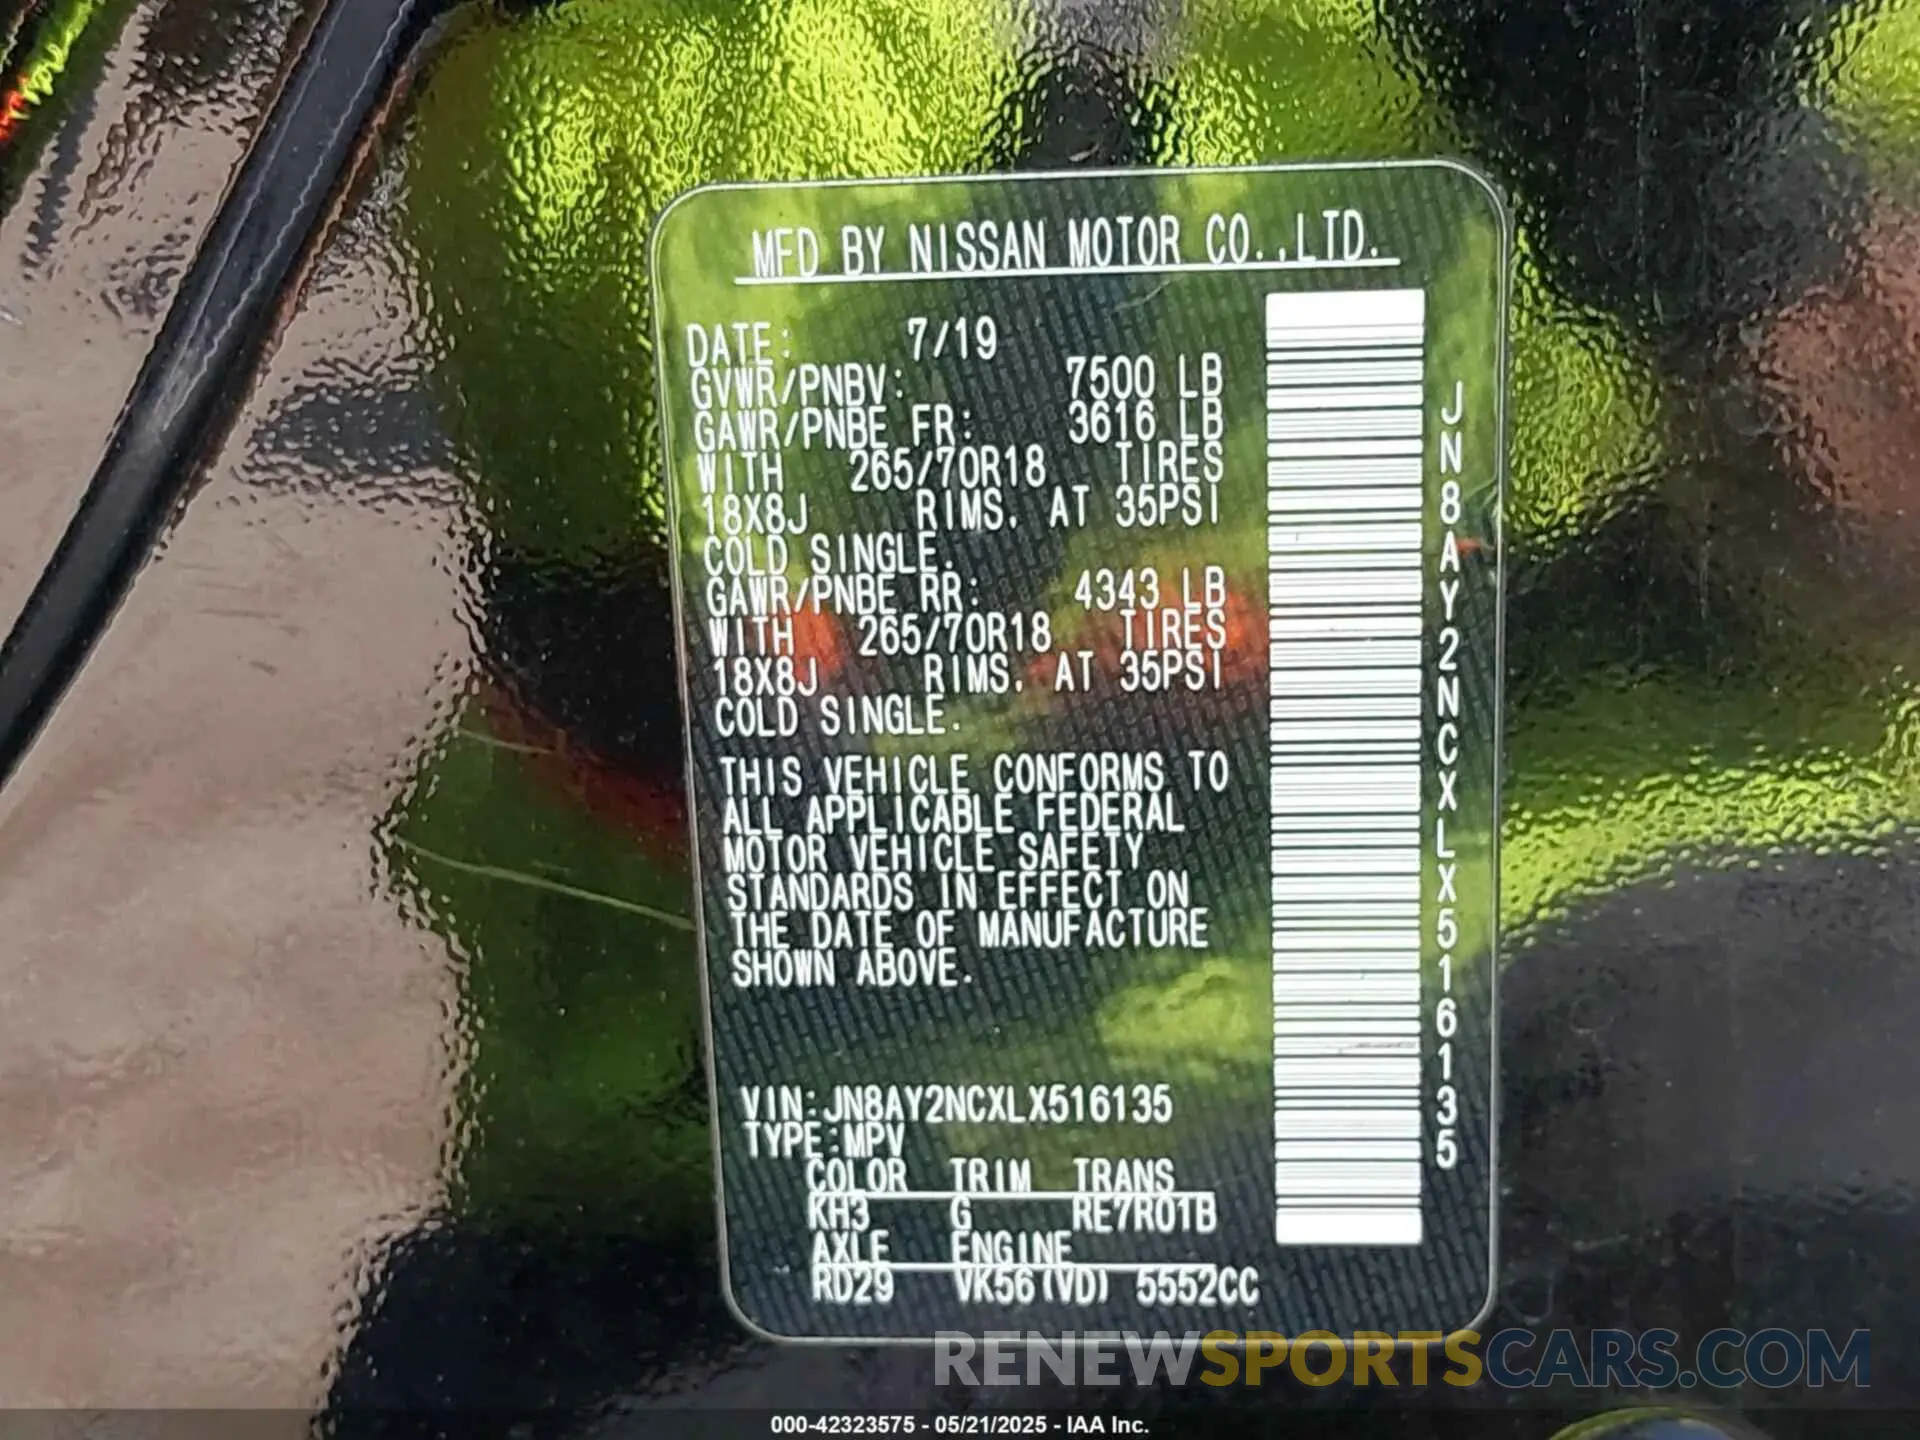 MFD BY NISSAN MOTOR CO.,LTD.
DATE: 7/19
GVWR/PNBV: 7500 LB
GAWR/PNBE FR: 3616 LB
WITH 265/70R18 TIRES
18X8J RIMS. AT 35PSI
COLD SINGLE.
GAWR/PNBE RR: 4343 LB
WITH 265/70R18 TIRES
18X8J RIMS. AT 35PSI
COLD SINGLE.
THIS VEHICLE CONFORMS TO
ALL APPLICABLE FEDERAL
MOTOR VEHICLE SAFETY
STANDARDS IN EFFECT ON
THE DATE OF MANUFACTURE
SHOWN ABOVE.
VIN:JN8AY2NCXLX516135
TYPE:MPV
COLOR TRIM TRANS
KH3 G RE7R01B
AXLE ENGINE
RD29 VK56(VD) 5552CC
JN8AY2NCXLX516135
RENEWSPORTSCARS.COM
000-42323575 - 05/21/2025 - IAA Inc.